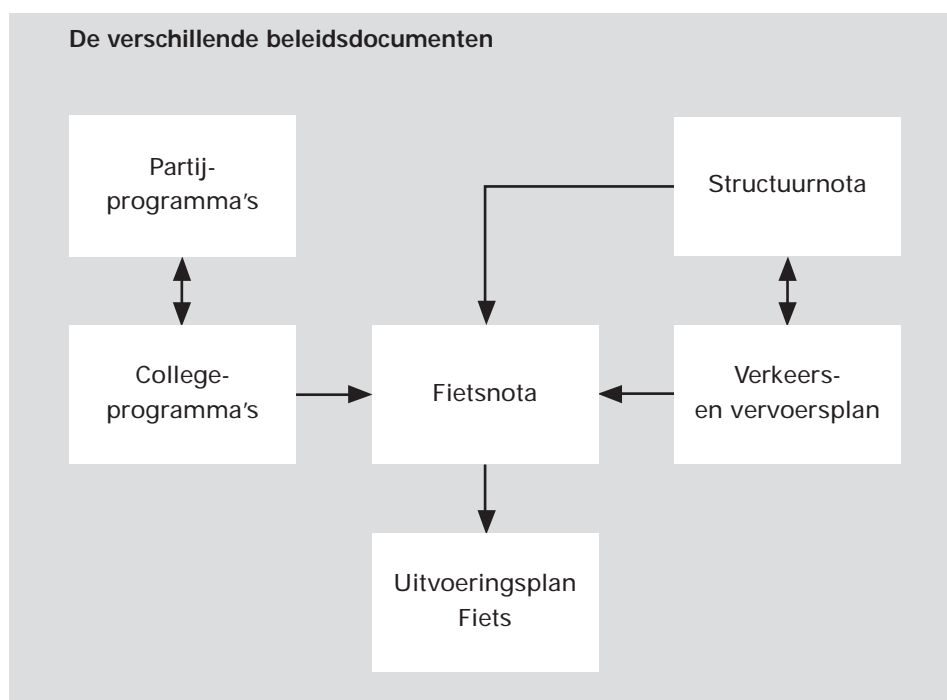 De verschillende beleidsdocumenten
Partij-
programma's
Structuurnota
College-
programma's
Fietsnota
Verkeers-
en vervoersplan
Uitvoeringsplan
Fiets